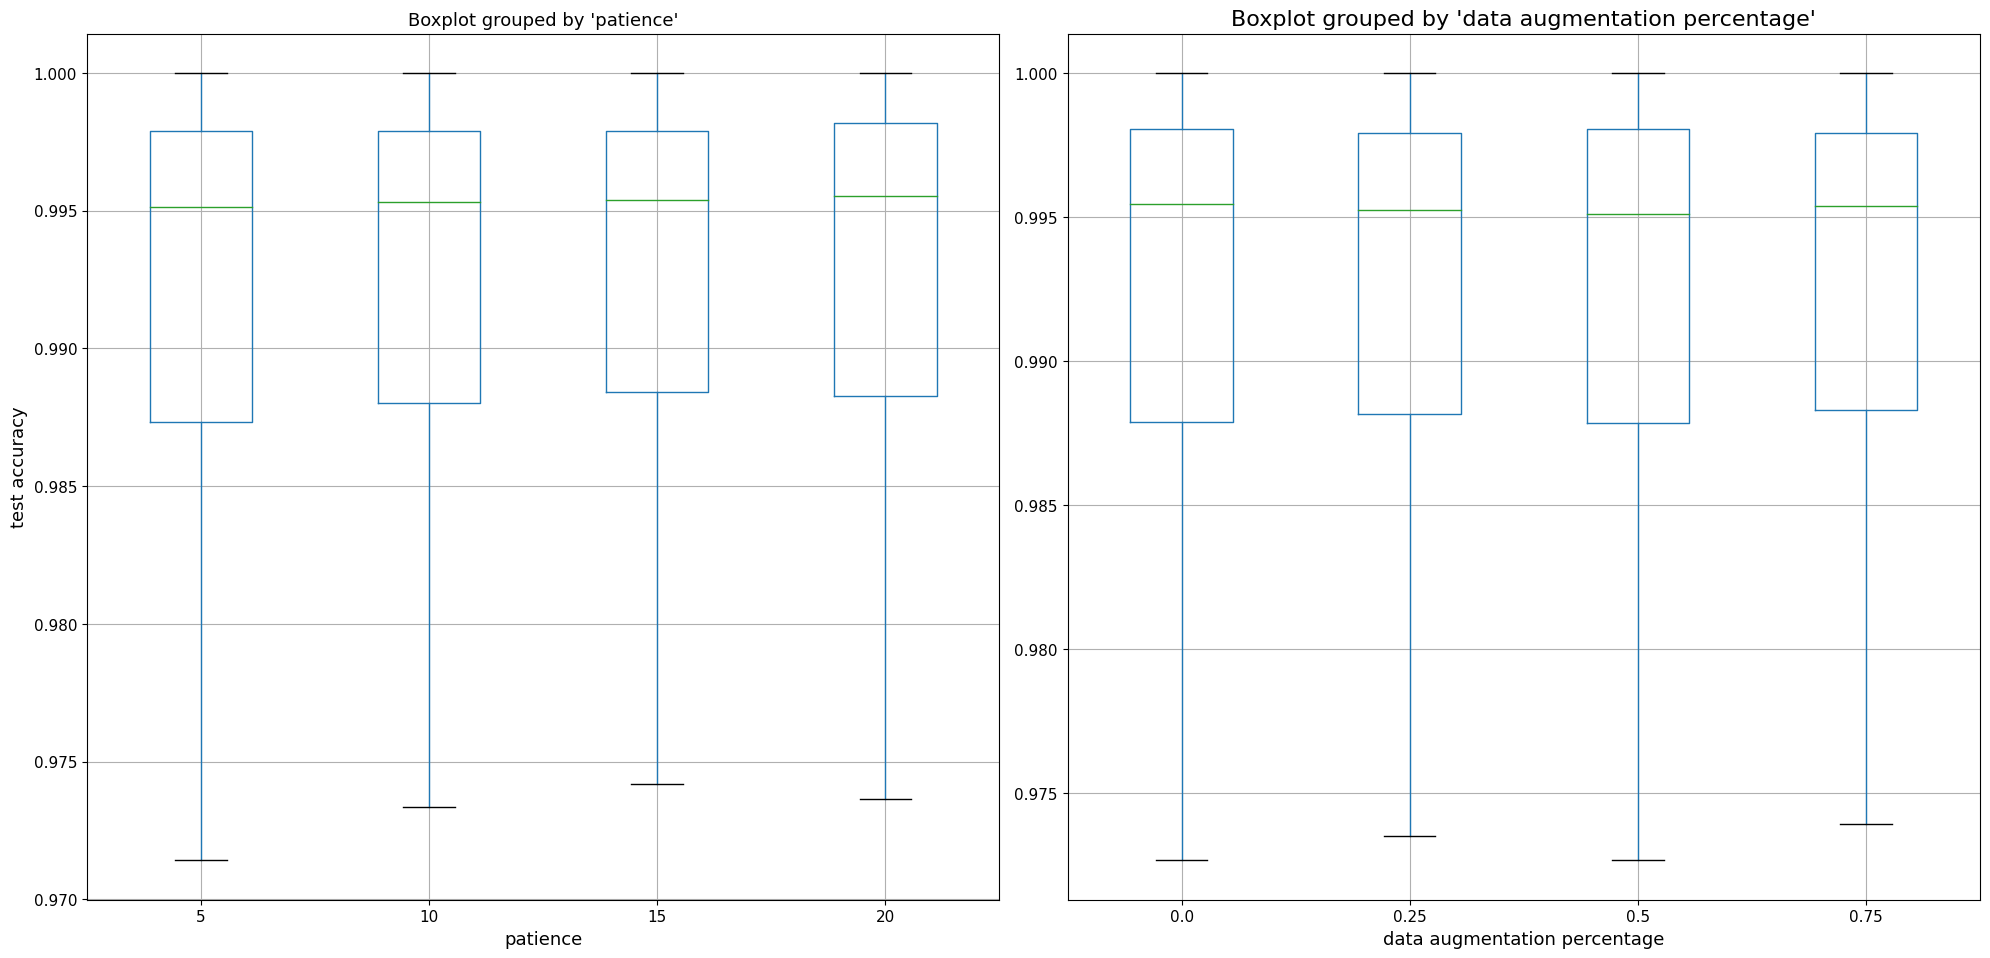 Boxplot grouped by 'patience'
1.000
0.995
0.990
0.985
0.980
0.975
0.970
test accuracy
5 10 15 20
patience
Boxplot grouped by 'data augmentation percentage'
1.000
0.995
0.990
0.985
0.980
0.975
0.0 0.25 0.5 0.75
data augmentation percentage